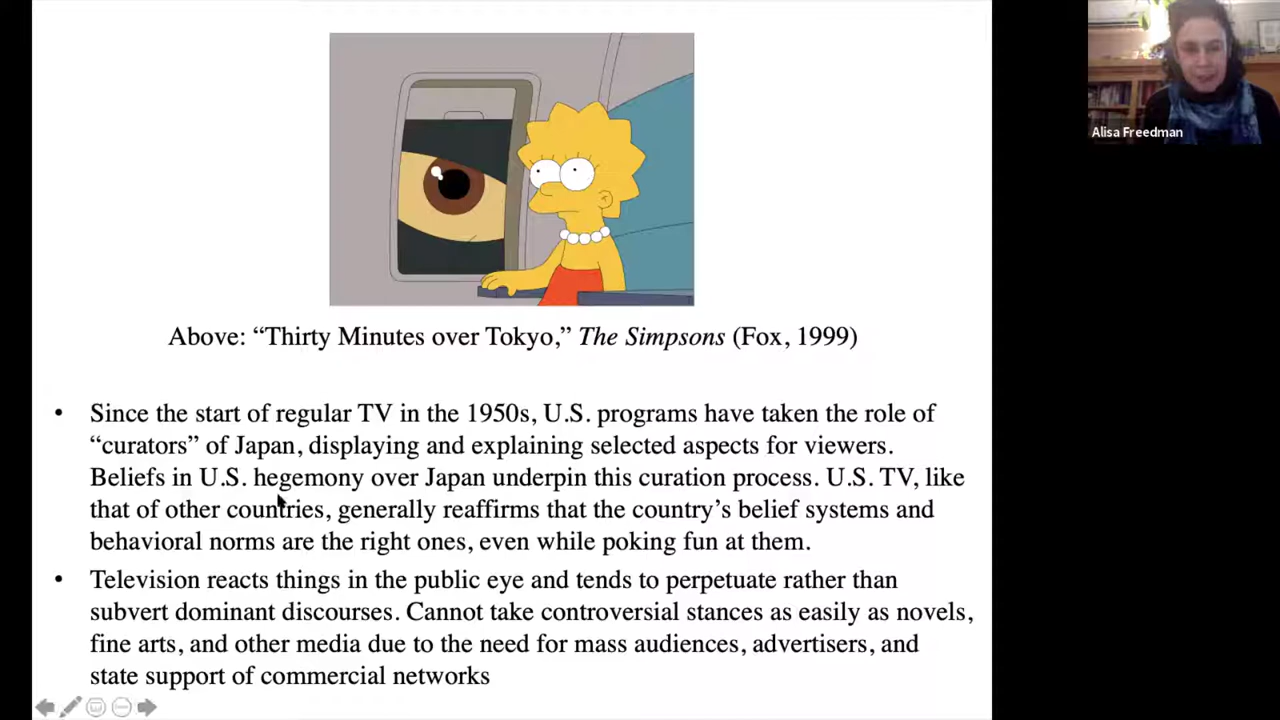 Alisa Freedman
Above: “Thirty Minutes over Tokyo,” The Simpsons (Fox, 1999)
• Since the start of regular TV in the 1950s, U.S. programs have taken the role of
“curators” of Japan, displaying and explaining selected aspects for viewers.
Beliefs in U.S. hegemony over Japan underpin this curation process. U.S. TV, like
that of other countries, generally reaffirms that the country’s belief systems and
behavioral norms are the right ones, even while poking fun at them.
• Television reacts things in the public eye and tends to perpetuate rather than
subvert dominant discourses. Cannot take controversial stances as easily as novels,
fine arts, and other media due to the need for mass audiences, advertisers, and
state support of commercial networks